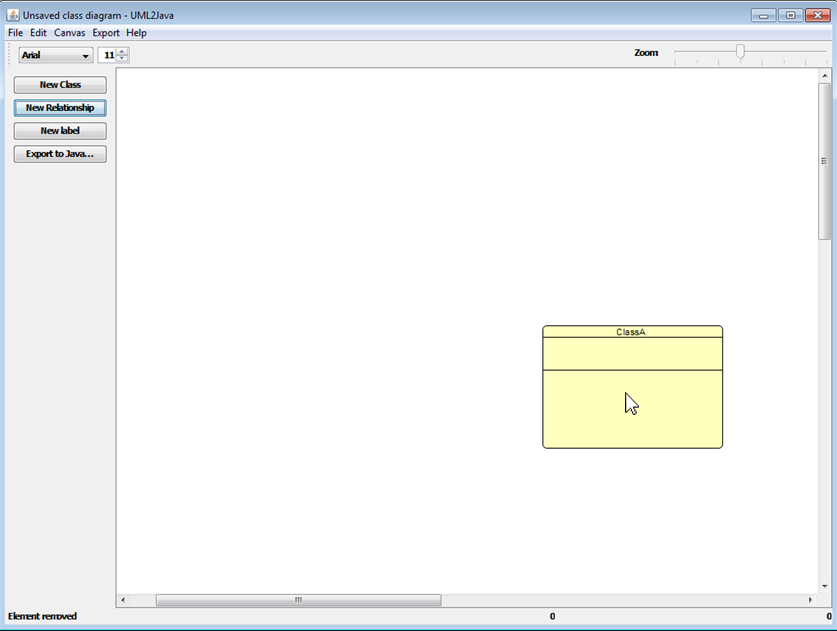 Unsaved class diagram - UML2Java
File Edit Canvas Export Help
Arial 11 Zoom
New Class
New Relationship
New label
Export to Java...
ClassA
Element removed 0 0